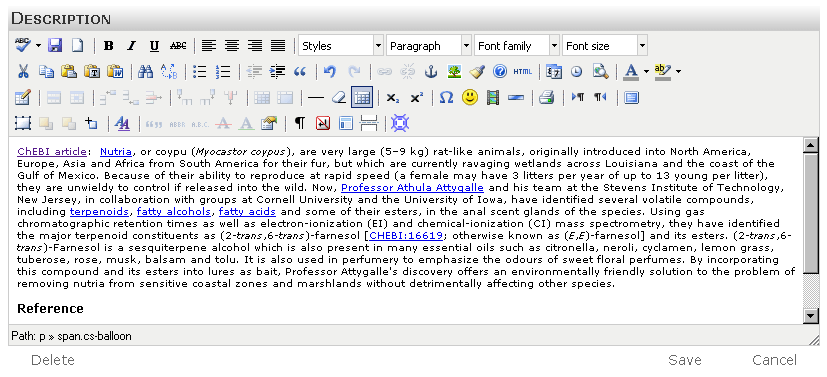 DESCRIPTION
ABC B I U ABC Styles Paragraph Font family Font size
HTML A ab
x₂ x² Ω
A4 ABBR A.B.C. A A ¶
ChEBI article: Nutria, or coypu (Myocastor coypus), are very large (5-9 kg) rat-like animals, originally introduced into North America,
Europe, Asia and Africa from South America for their fur, but which are currently ravaging wetlands across Louisiana and the coast of the
Gulf of Mexico. Because of their ability to reproduce at rapid speed (a female may have 3 litters per year of up to 13 young per litter),
they are unwieldy to control if released into the wild. Now, Professor Athula Attygalle and his team at the Stevens Institute of Technology,
New Jersey, in collaboration with groups at Cornell University and the University of Iowa, have identified several volatile compounds,
including terpenoids, fatty alcohols, fatty acids and some of their esters, in the anal scent glands of the species. Using gas
chromatographic retention times as well as electron-ionization (EI) and chemical-ionization (CI) mass spectrometry, they have identified
the major terpenoid constituents as (2-trans,6-trans)-farnesol [CHEBI:16619; otherwise known as (E,E)-farnesol] and its esters. (2-trans,6-
trans)-Farnesol is a sesquiterpene alcohol which is also present in many essential oils such as citronella, neroli, cyclamen, lemon grass,
tuberose, rose, musk, balsam and tolu. It is also used in perfumery to emphasize the odours of sweet floral perfumes. By incorporating
this compound and its esters into lures as bait, Professor Attygalle's discovery offers an environmentally friendly solution to the problem of
removing nutria from sensitive coastal zones and marshlands without detrimentally affecting other species.
Reference
Path: p » span.cs-balloon
Delete Save Cancel